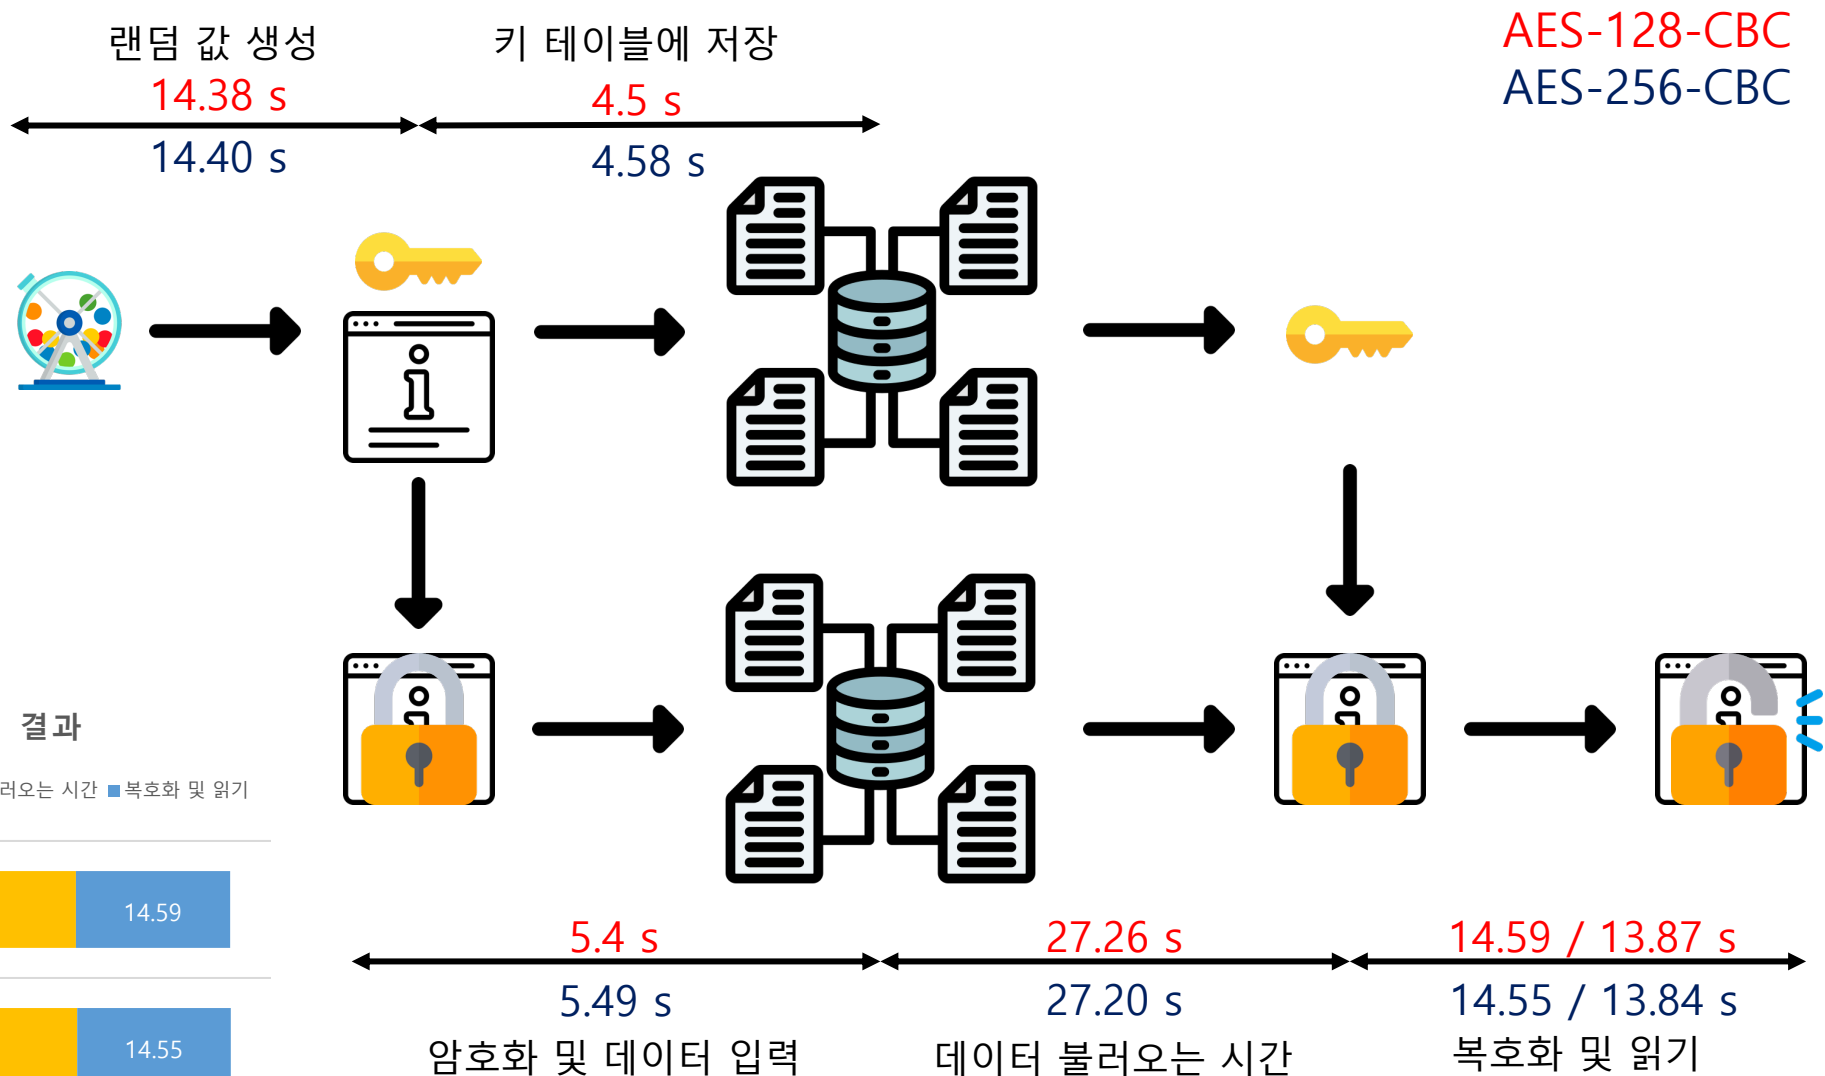 랜덤 값 생성
키 테이블에 저장
AES-128-CBC
AES-256-CBC
14.38 s
4.5 s
14.40 s
4.58 s
결과
러오는 시간 복호화 및 읽기
14.59
14.55
5.4 s
27.26 s
14.59 / 13.87 s
5.49 s
27.20 s
14.55 / 13.84 s
암호화 및 데이터 입력
데이터 불러오는 시간
복호화 및 읽기